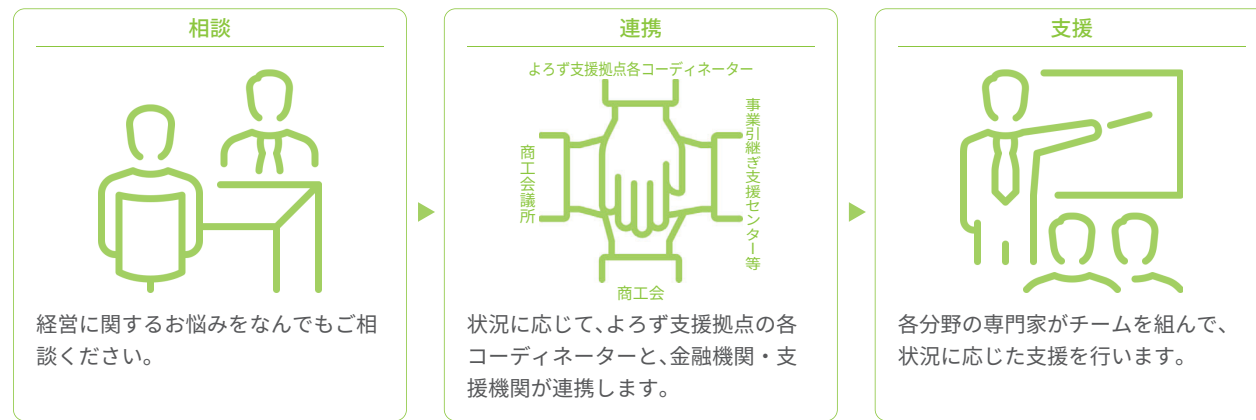 相談
経営に関するお悩みをなんでもご相
談ください。
連携
よろず支援拠点各コーディネーター
商工会議所
事業引継ぎ支援センター等
商工会
状況に応じて、よろず支援拠点の各
コーディネーターと、金融機関・支
援機関が連携します。
支援
各分野の専門家がチームを組んで、
状況に応じた支援を行います。